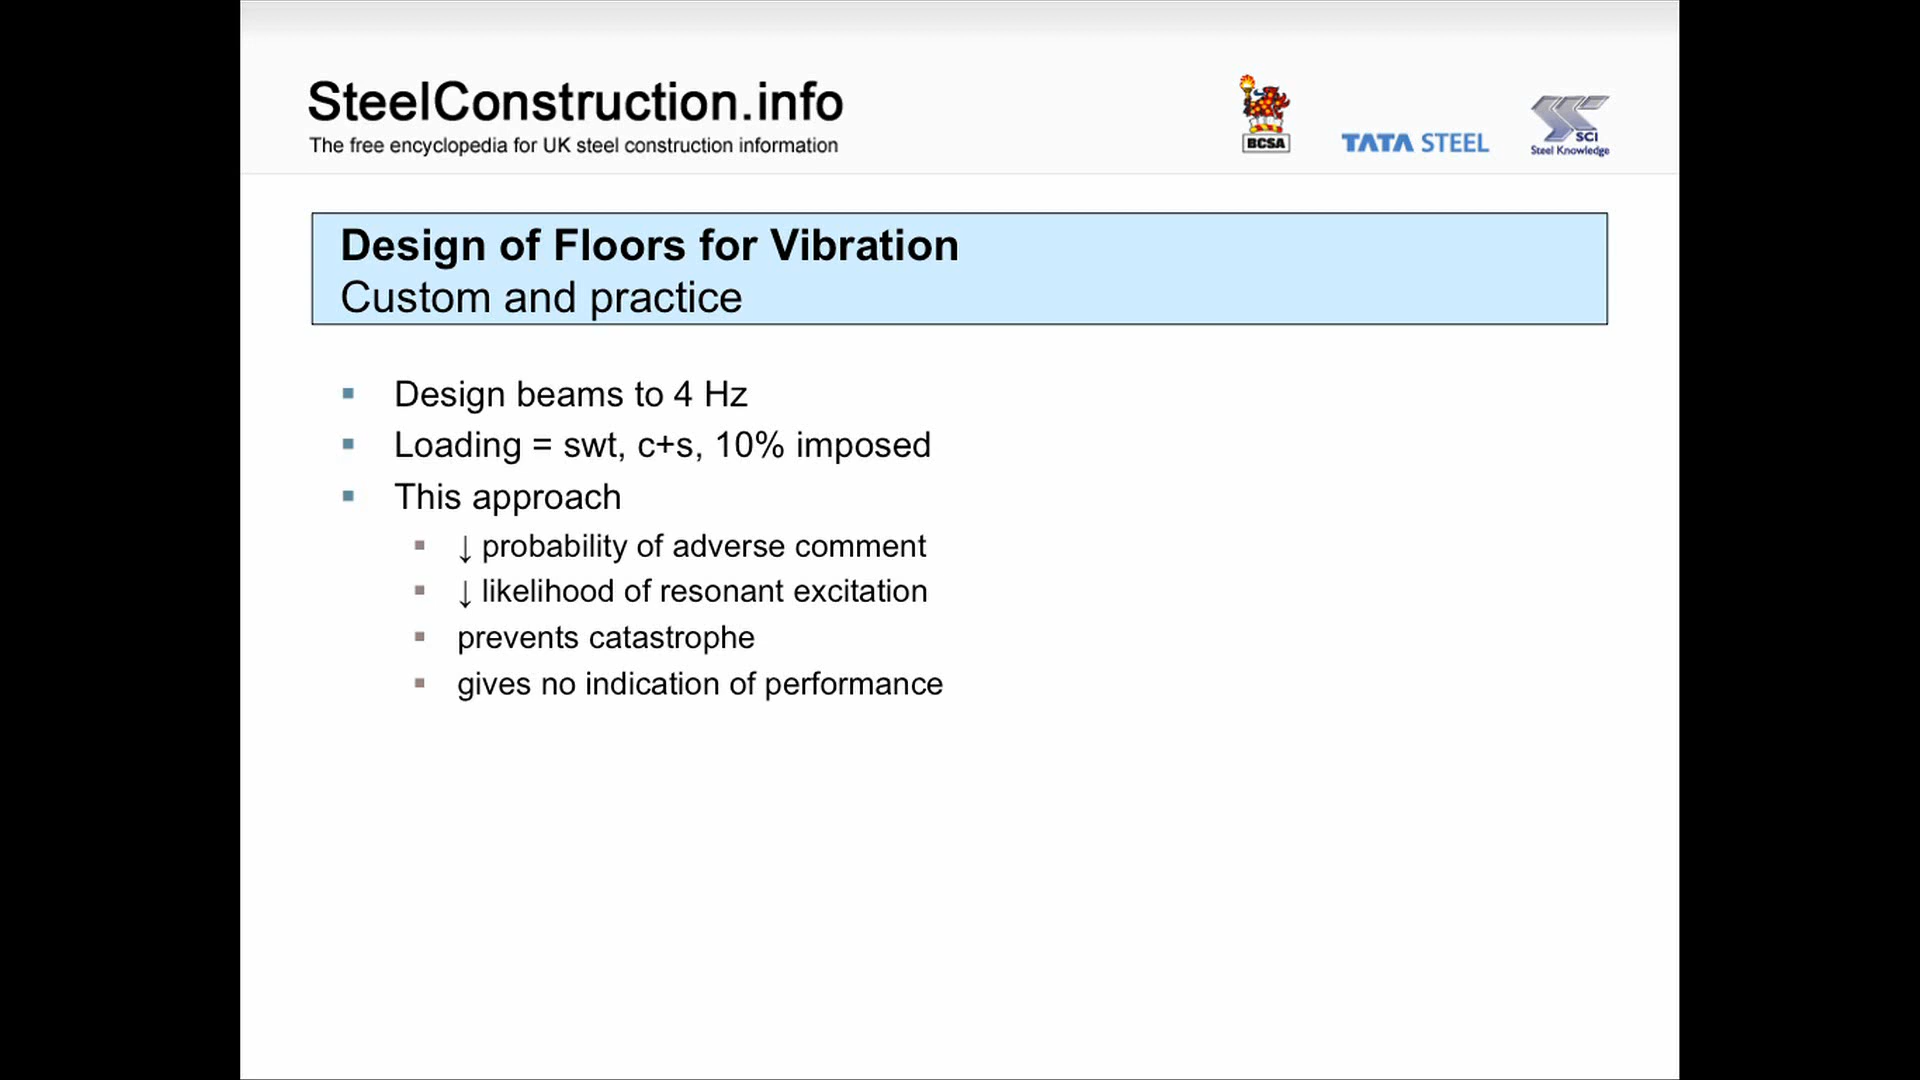 SteelConstruction.info
The free encyclopedia for UK steel construction information
BCSA
TATA STEEL
SCI
Steel Knowledge
Design of Floors for Vibration
Custom and practice
Design beams to 4 Hz
Loading = swt, c+s, 10% imposed
This approach
↓ probability of adverse comment
↓ likelihood of resonant excitation
prevents catastrophe
gives no indication of performance